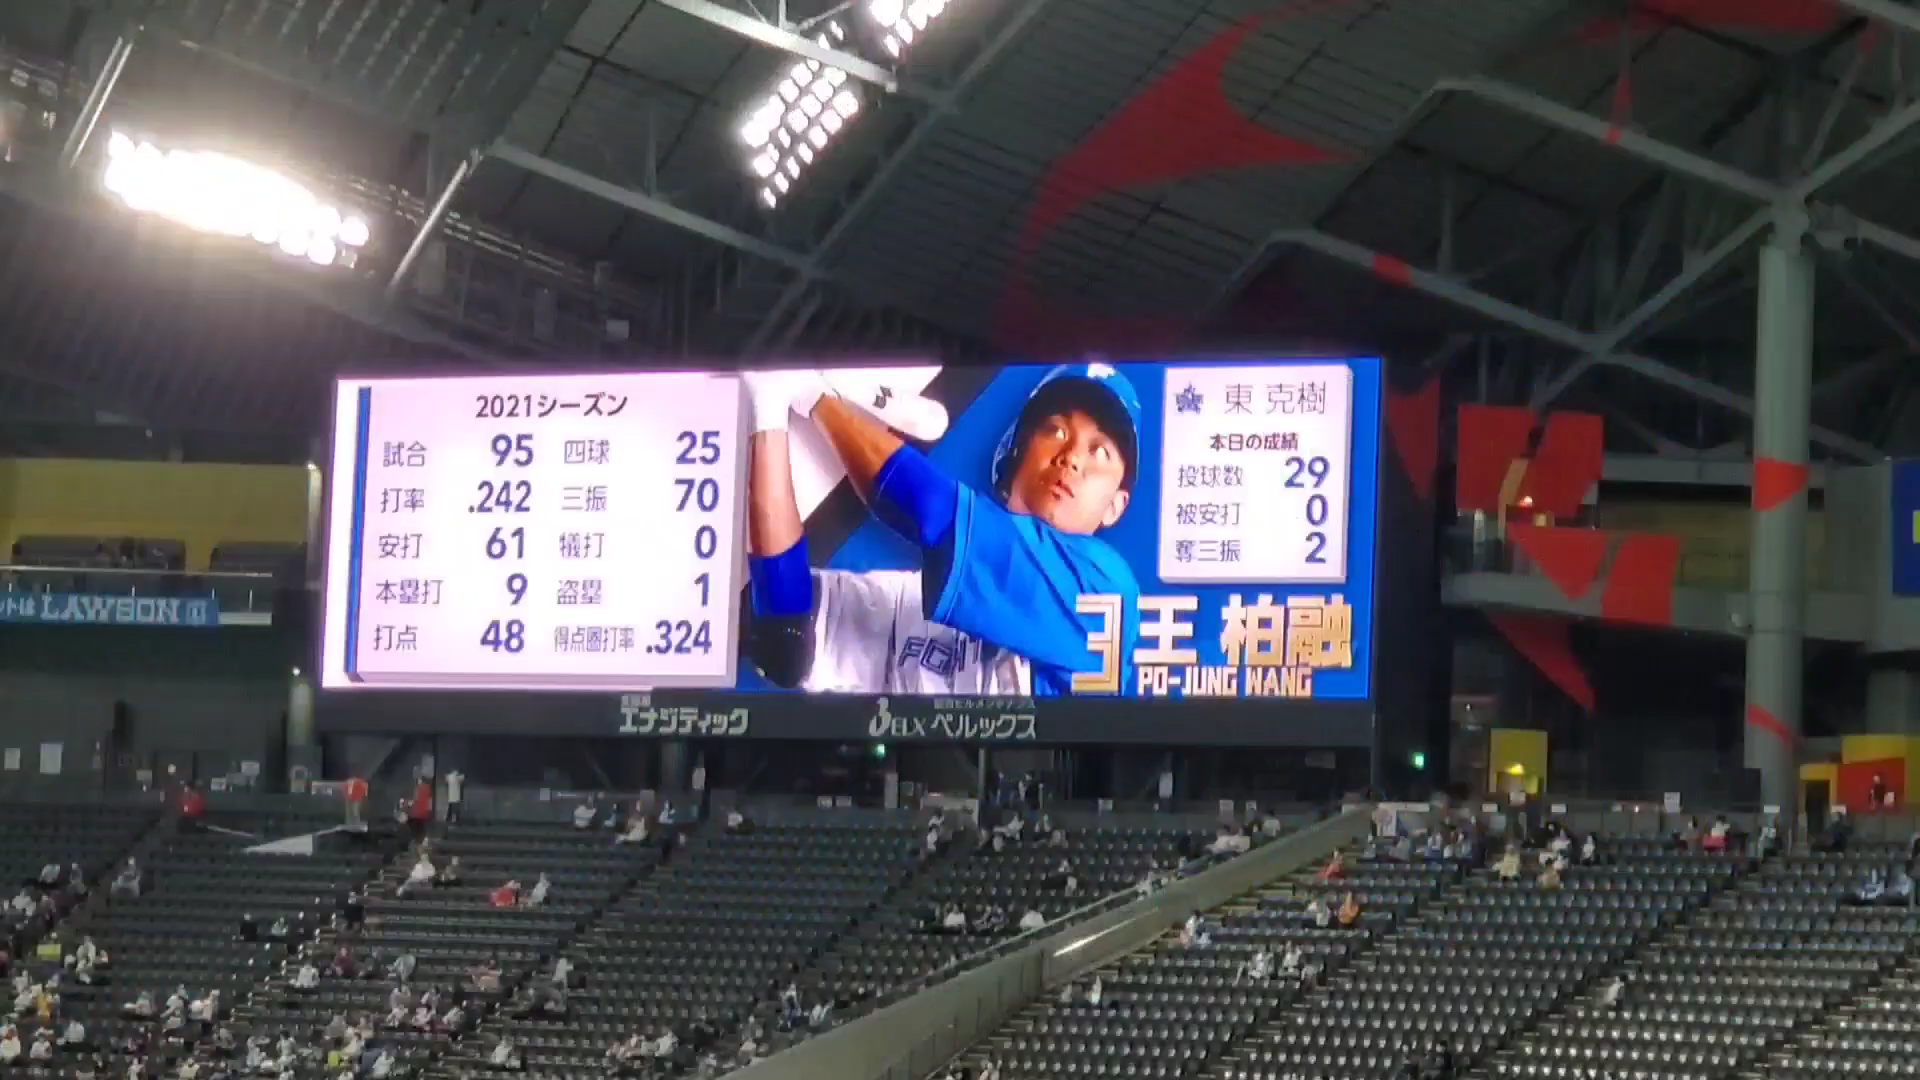 2021シーズン
試合 95 四球 25
打率 .242 三振 70
安打 61 犠打 0
本塁打 9 盗塁 1
打点 48 得点圏打率 .324
東 克樹
本日の成績
投球数 29
被安打 0
奪三振 2
3 王 柏融
PO-JUNG WANG
LAWSON
エナジティック
BELX ベルックス